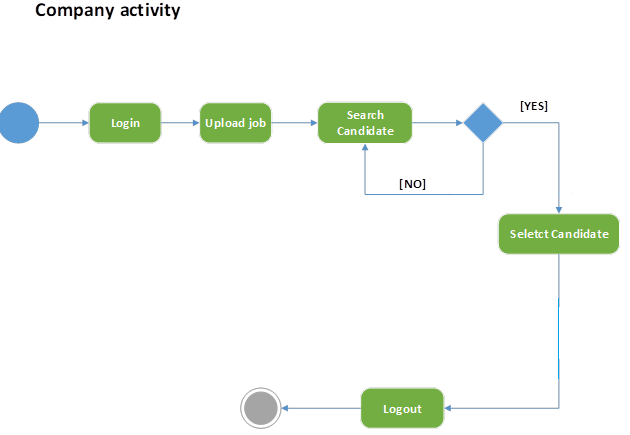 Company activity
Login
Upload job
Search
Candidate
[YES]
[NO]
Seletct Candidate
Logout